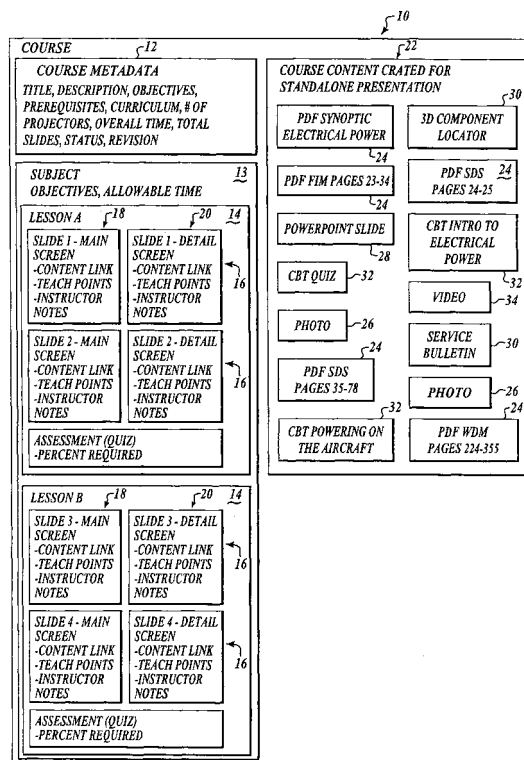 10
COURSE
12
COURSE METADATA
TITLE, DESCRIPTION, OBJECTIVES,
PREREQUISITES, CURRICULUM, # OF
PROJECTORS, OVERALL TIME, TOTAL
SLIDES, STATUS, REVISION
SUBJECT 13
OBJECTIVES, ALLOWABLE TIME
LESSON A 18 20 14
SLIDE 1 - MAIN
SCREEN
-CONTENT LINK
-TEACH POINTS
-INSTRUCTOR
NOTES
SLIDE 1 - DETAIL
SCREEN
-CONTENT LINK
-TEACH POINTS
-INSTRUCTOR
NOTES
16
SLIDE 2 - MAIN
SCREEN
-CONTENT LINK
-TEACH POINTS
-INSTRUCTOR
NOTES
SLIDE 2 - DETAIL
SCREEN
-CONTENT LINK
-TEACH POINTS
-INSTRUCTOR
NOTES
16
ASSESSMENT (QUIZ)
-PERCENT REQUIRED
LESSON B 18 20 14
SLIDE 3 - MAIN
SCREEN
-CONTENT LINK
-TEACH POINTS
-INSTRUCTOR
NOTES
SLIDE 3 - DETAIL
SCREEN
-CONTENT LINK
-TEACH POINTS
-INSTRUCTOR
NOTES
16
SLIDE 4 - MAIN
SCREEN
-CONTENT LINK
-TEACH POINTS
-INSTRUCTOR
NOTES
SLIDE 4 - DETAIL
SCREEN
-CONTENT LINK
-TEACH POINTS
-INSTRUCTOR
NOTES
16
ASSESSMENT (QUIZ)
-PERCENT REQUIRED
22
COURSE CONTENT CRATED FOR
STANDALONE PRESENTATION
PDF SYNOPTIC
ELECTRICAL POWER
24
PDF FIM PAGES 23-34
24
POWERPOINT SLIDE
28
CBT QUIZ
32
PHOTO
26
24
PDF SDS
PAGES 35-78
32
CBT POWERING ON
THE AIRCRAFT
30
3D COMPONENT
LOCATOR
24
PDF SDS
PAGES 24-25
CBT INTRO TO
ELECTRICAL
POWER
32
VIDEO
34
SERVICE
BULLETIN
30
PHOTO
26
24
PDF WDM
PAGES 224-355